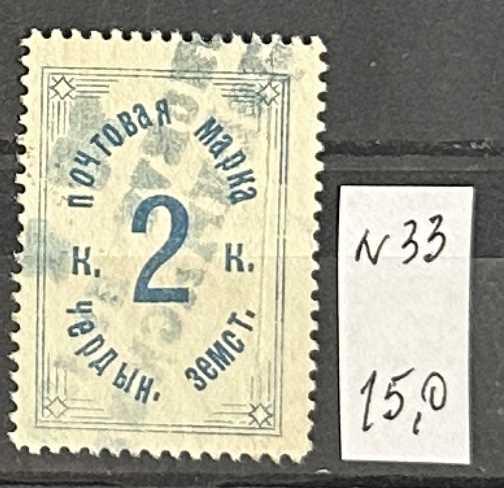 почтовая марка
2
К. К.
Чердын. земст.
N 33
15,0